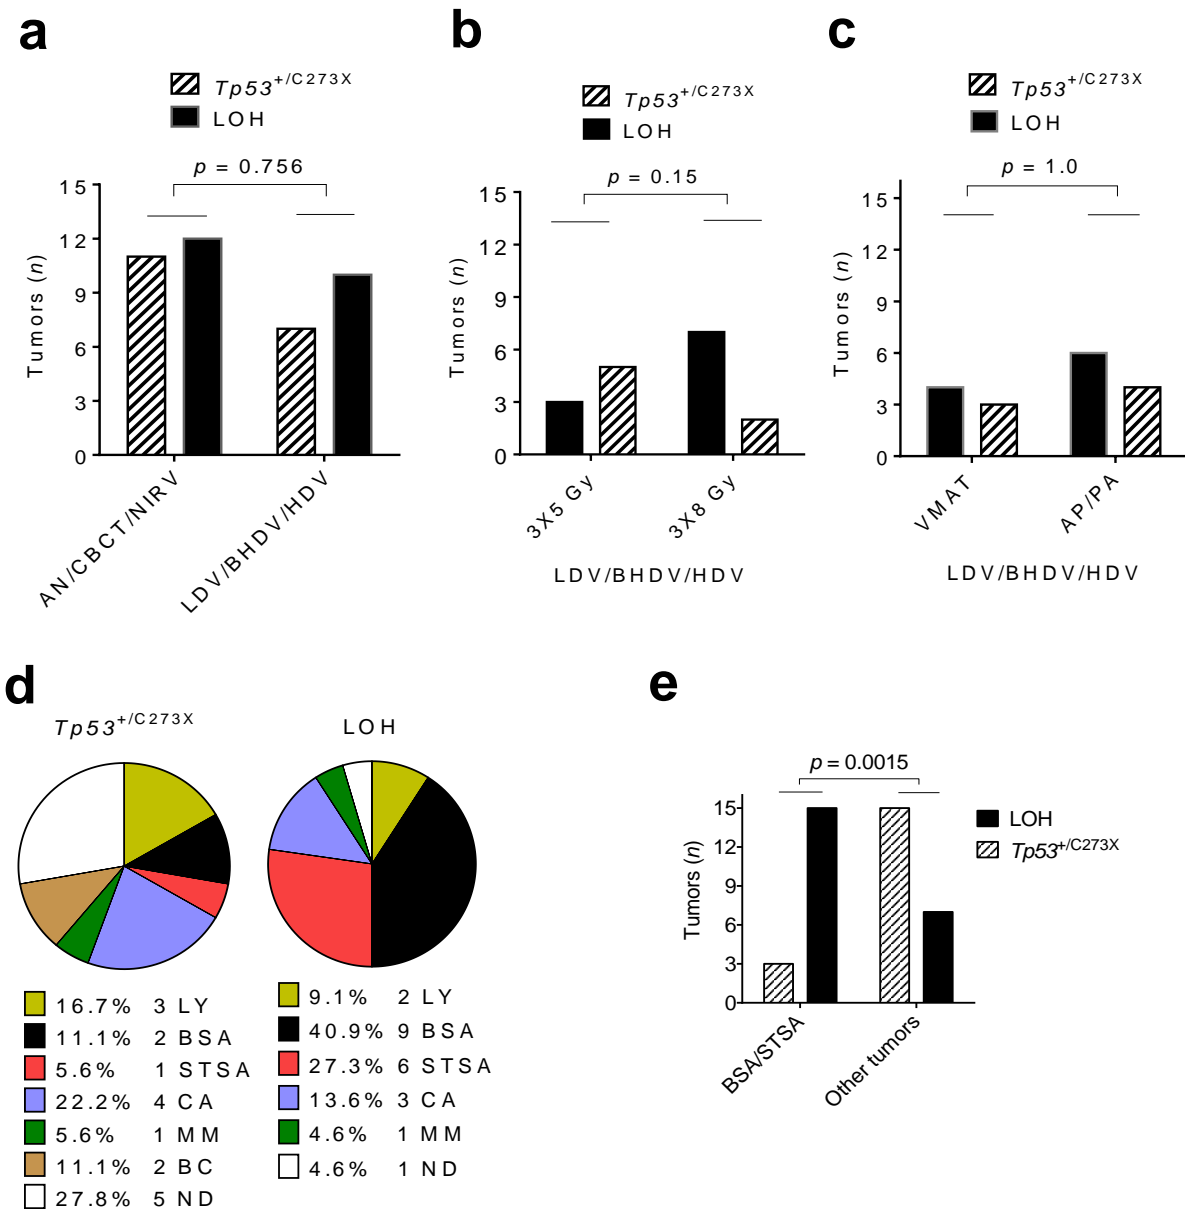 a
Tp53+/C273X
LOH
p = 0.756
15
12
9
6
3
0
Tumors (n)
AN/CBCT/NIRV
LDV/BHDV/HDV
b
Tp53+/C273X
LOH
p = 0.15
15
12
9
6
3
0
Tumors (n)
3X5 Gy
3X8 Gy
LDV/BHDV/HDV
c
Tp53+/C273X
LOH
p = 1.0
15
12
9
6
3
0
Tumors (n)
VMAT
AP/PA
LDV/BHDV/HDV
d
Tp53+/C273X
16.7% 3 LY
11.1% 2 BSA
5.6% 1 STSA
22.2% 4 CA
5.6% 1 MM
11.1% 2 BC
27.8% 5 ND
LOH
9.1% 2 LY
40.9% 9 BSA
27.3% 6 STSA
13.6% 3 CA
4.6% 1 MM
4.6% 1 ND
e
p = 0.0015
15
12
9
6
3
0
Tumors (n)
BSA/STSA
Other tumors
LOH
Tp53+/C273X